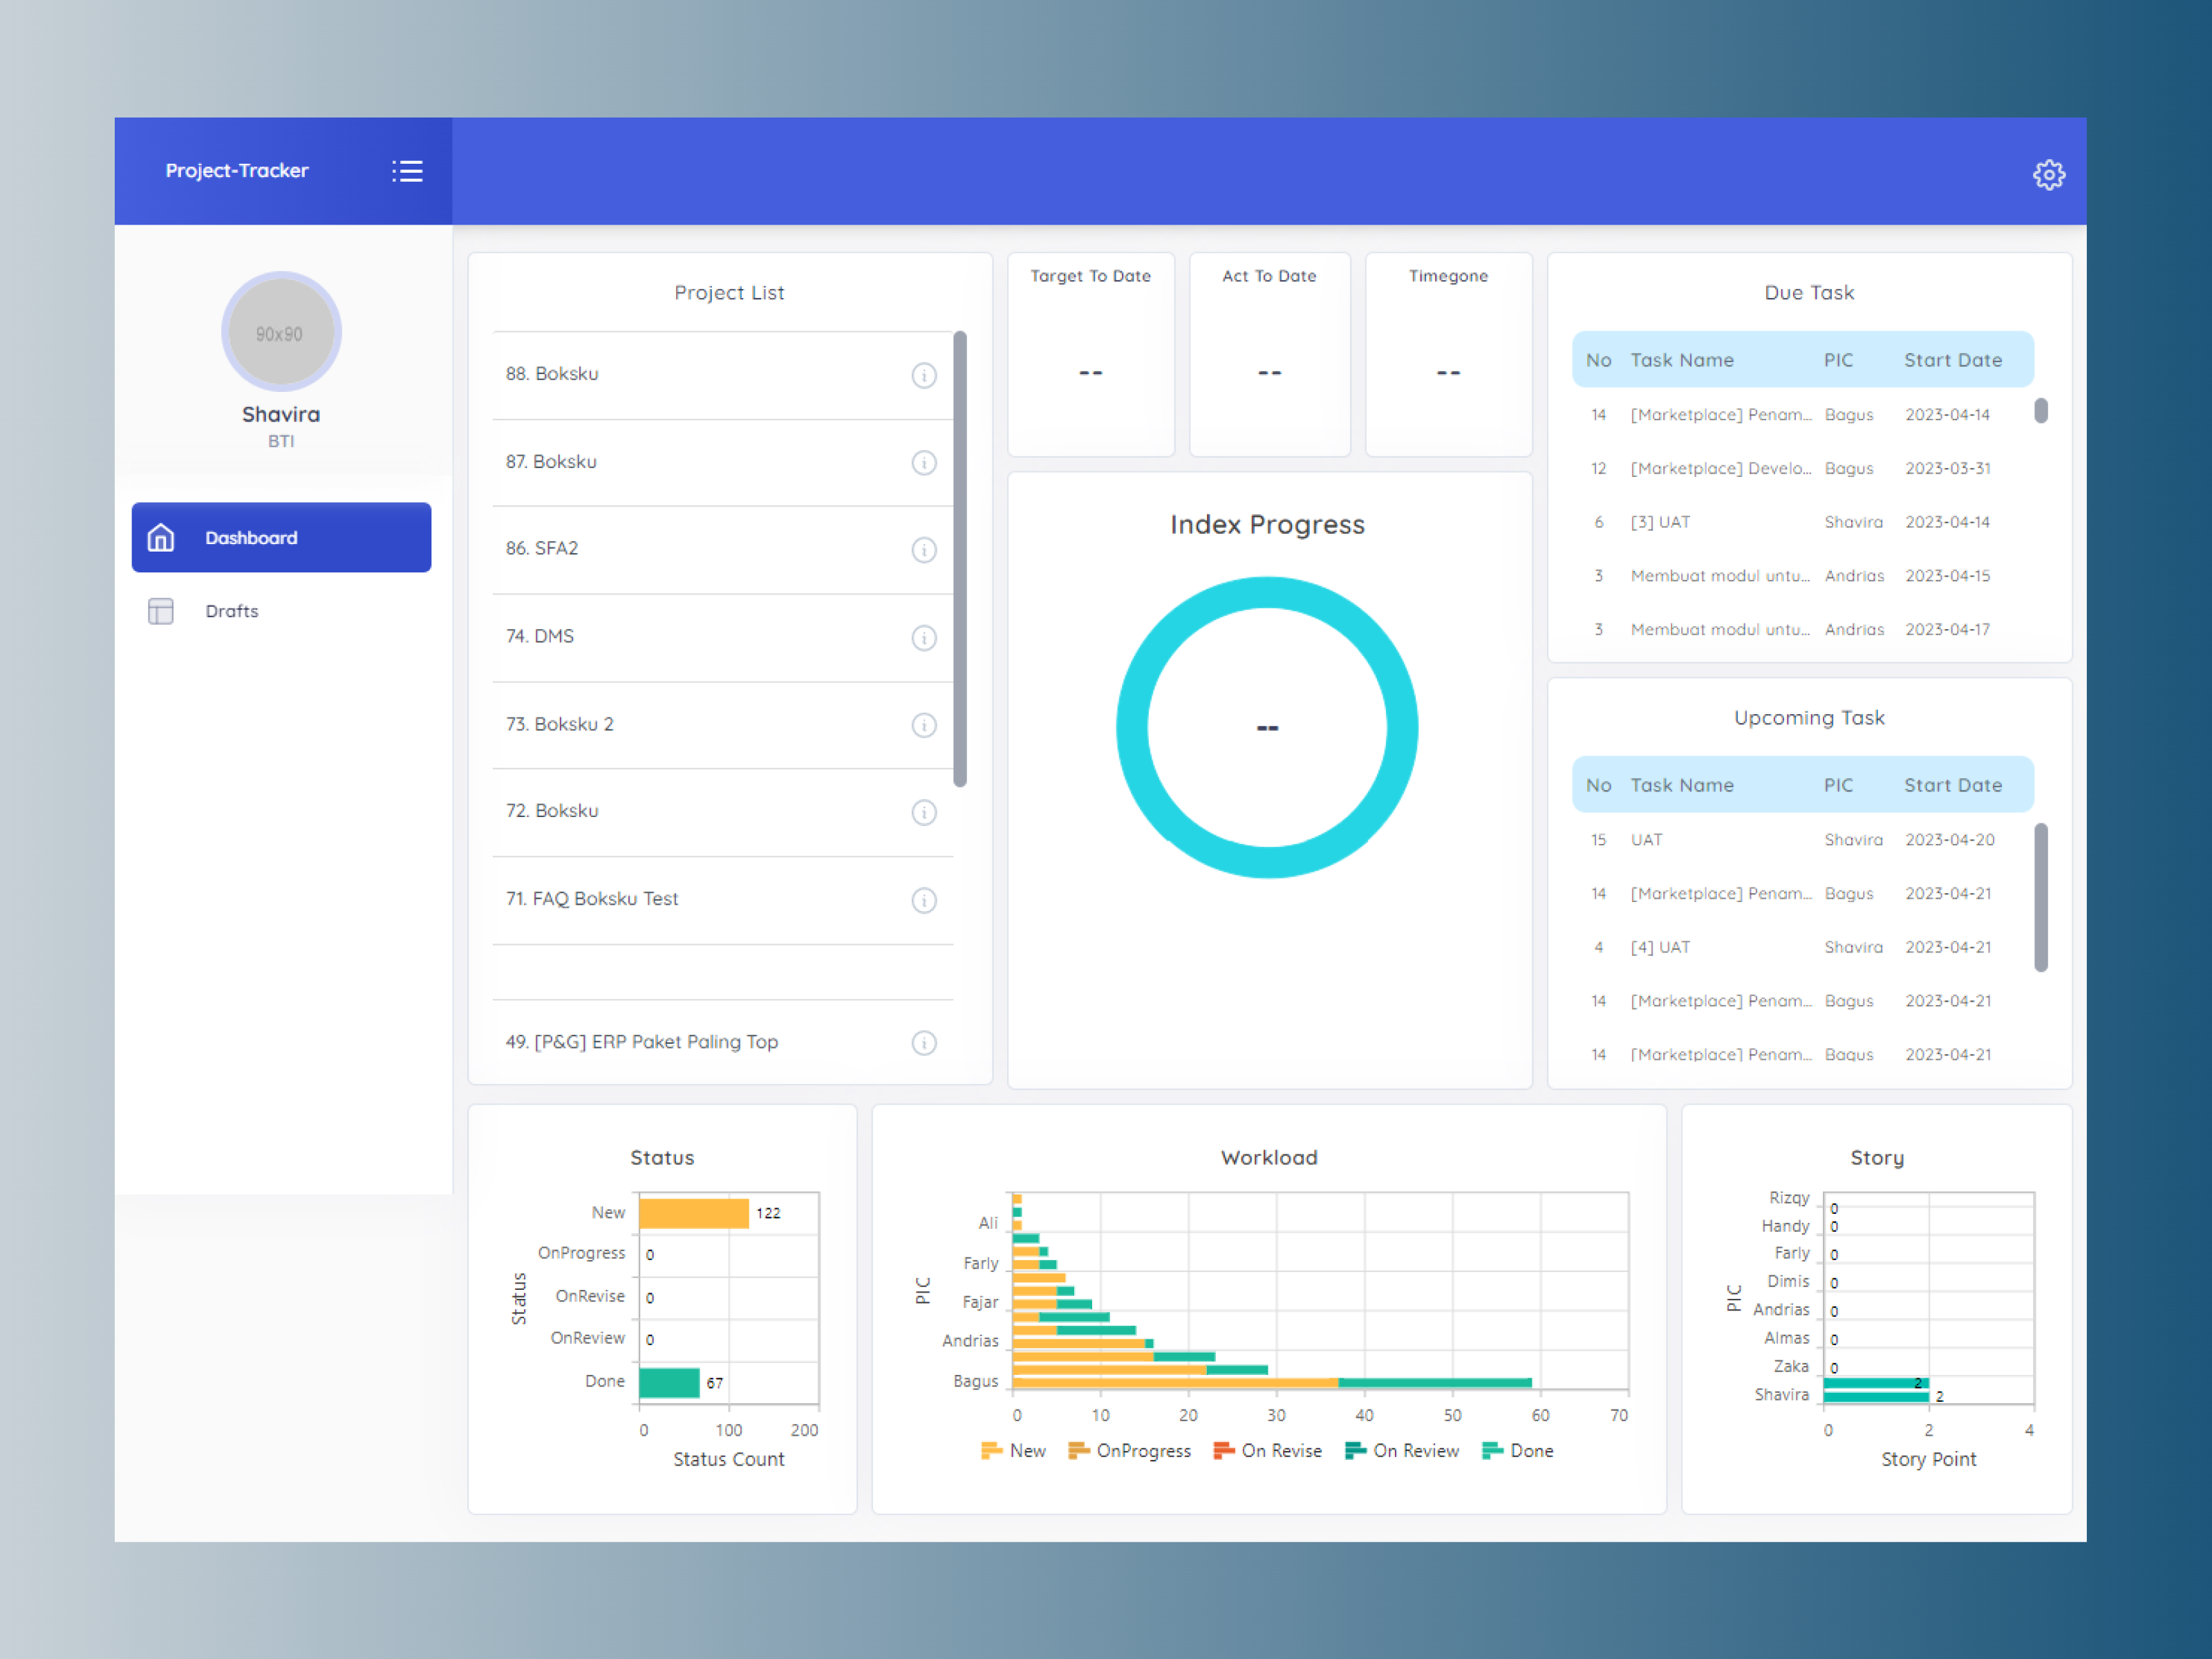 Project-Tracker
90x90
Shavira
BTI
Dashboard
Drafts
Project List
88. Boksku
87. Boksku
86. SFA2
74. DMS
73. Boksku 2
72. Boksku
71. FAQ Boksku Test
49. [P&G] ERP Paket Paling Top
Target To Date
--
Act To Date
--
Timegone
--
Index Progress
--
Due Task
No Task Name PIC Start Date
14 [Marketplace] Penam... Bagus 2023-04-14
12 [Marketplace] Develo... Bagus 2023-03-31
6 [3] UAT Shavira 2023-04-14
3 Membuat modul untu... Andrias 2023-04-15
3 Membuat modul untu... Andrias 2023-04-17
Upcoming Task
No Task Name PIC Start Date
15 UAT Shavira 2023-04-20
14 [Marketplace] Penam... Bagus 2023-04-21
4 [4] UAT Shavira 2023-04-21
14 [Marketplace] Penam... Bagus 2023-04-21
14 [Marketplace] Penam... Bagus 2023-04-21
Status
Status
New 122
OnProgress 0
OnRevise 0
OnReview 0
Done 67
0 100 200
Status Count
Workload
PIC
Ali
Farly
Fajar
Andrias
Bagus
0 10 20 30 40 50 60 70
New OnProgress On Revise On Review Done
Story
PIC
Rizqy 0
Handy 0
Farly 0
Dimis 0
Andrias 0
Almas 0
Zaka 0
2
Shavira 2
0 2 4
Story Point